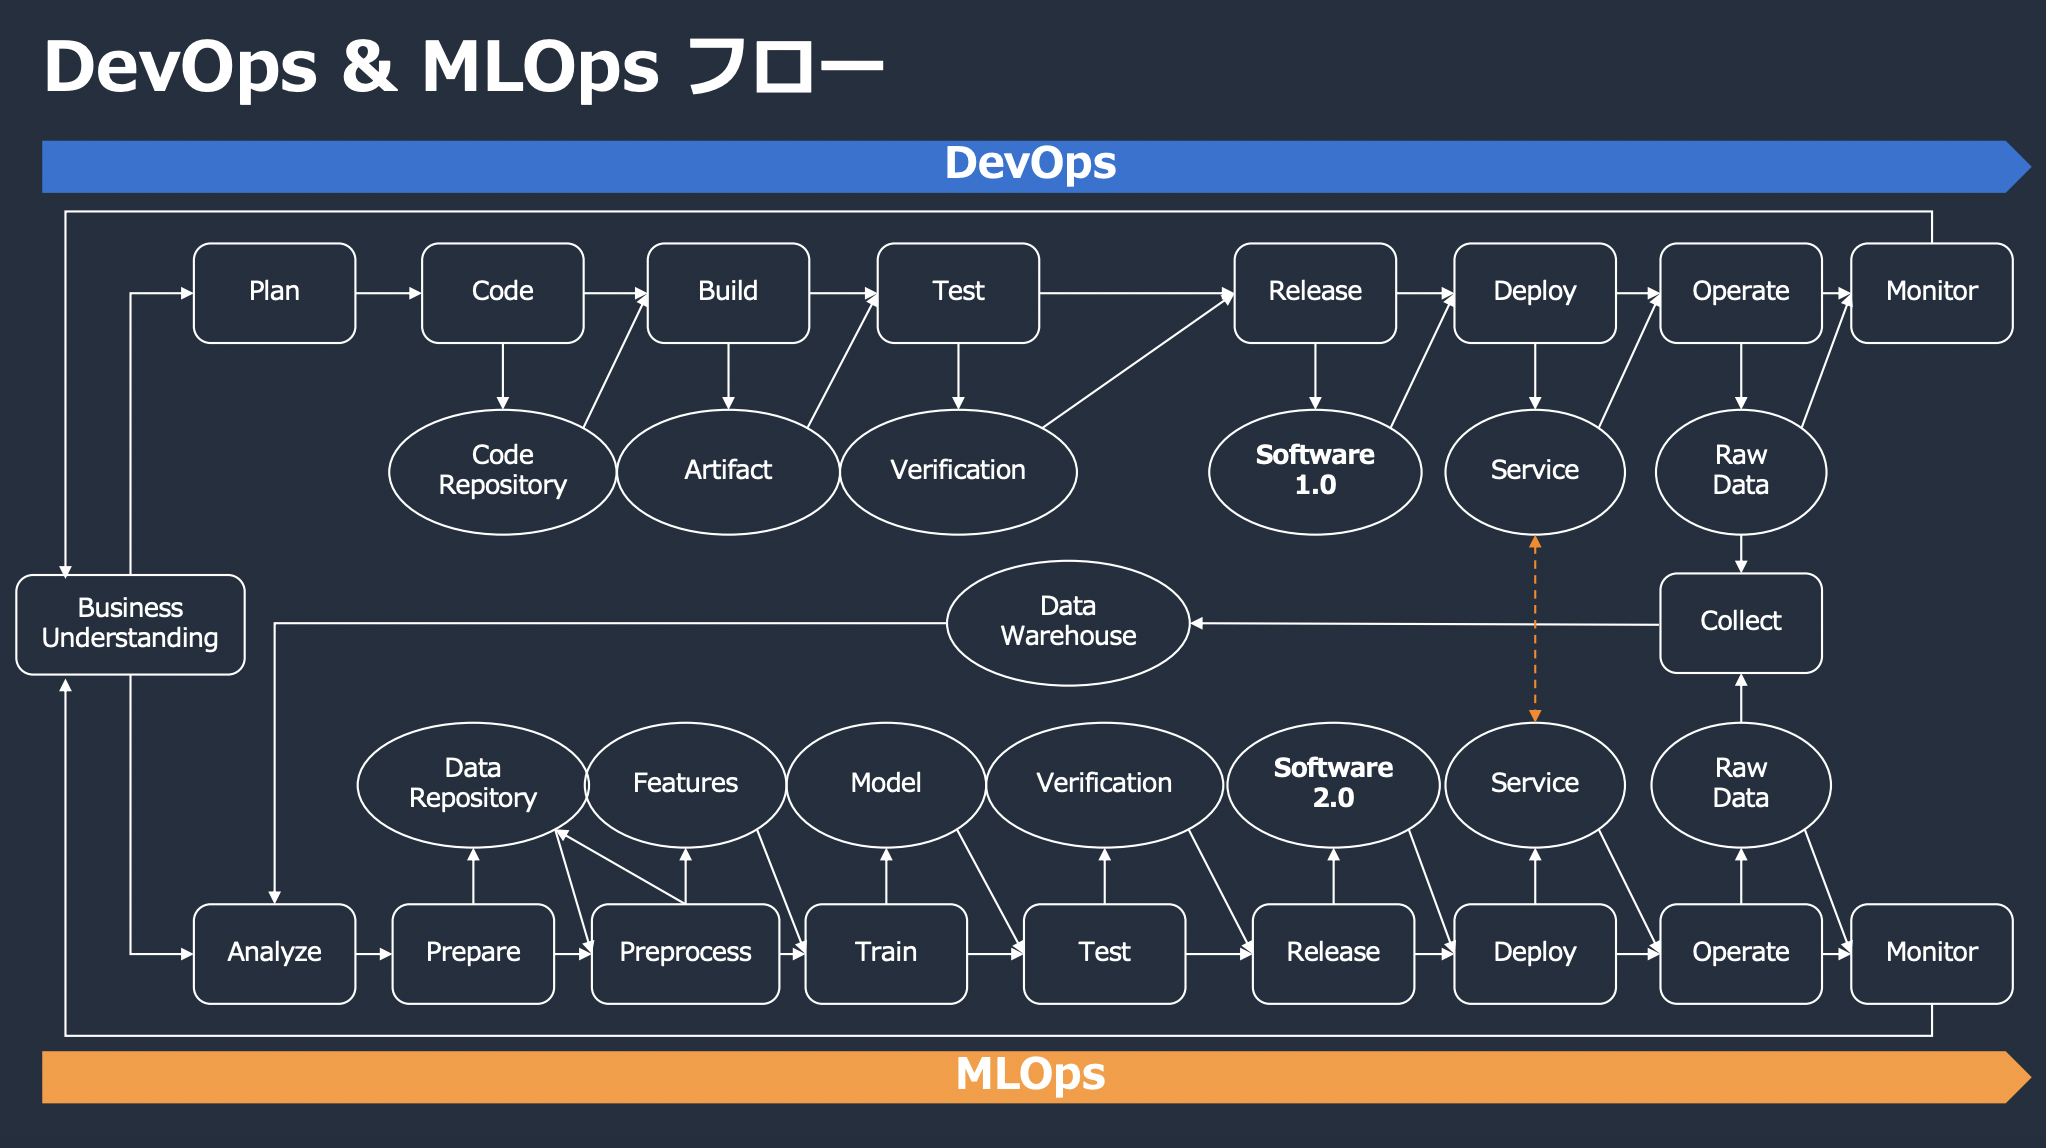 DevOps & MLOps フロー
DevOps
Plan
Code
Build
Test
Release
Deploy
Operate
Monitor
Code
Repository
Artifact
Verification
Software
1.0
Service
Raw
Data
Business
Understanding
Data
Warehouse
Collect
Data
Repository
Features
Model
Verification
Software
2.0
Service
Raw
Data
Analyze
Prepare
Preprocess
Train
Test
Release
Deploy
Operate
Monitor
MLOps